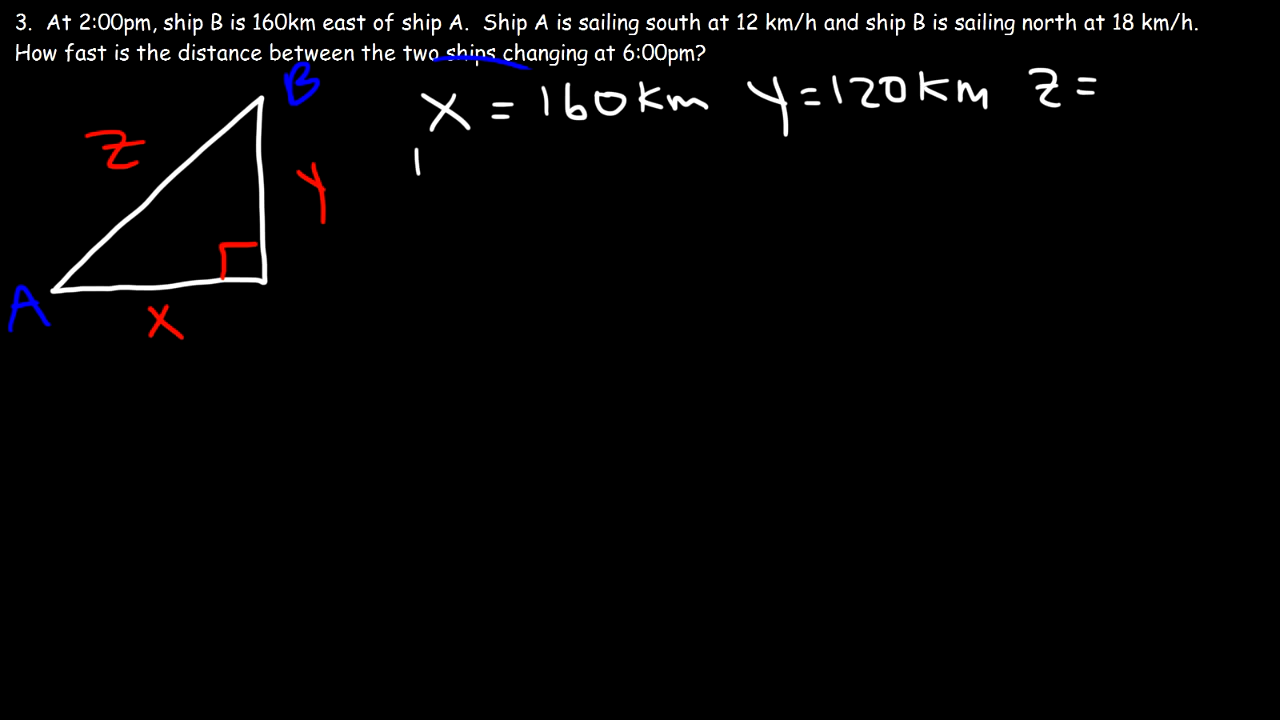 3. At 2:00pm, ship B is 160km east of ship A. Ship A is sailing south at 12 km/h and ship B is sailing north at 18 km/h.
How fast is the distance between the two ships changing at 6:00pm?
B
x = 160km y = 120km z =
z
y
A
x